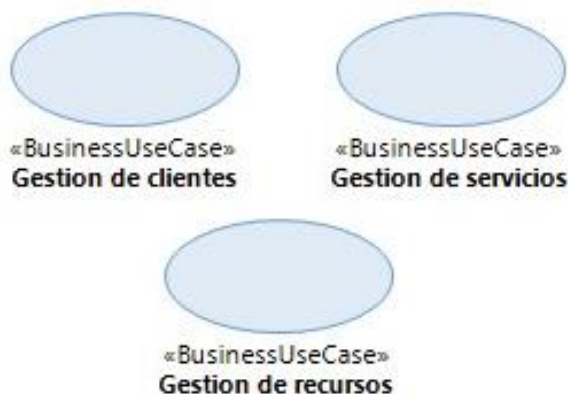 «BusinessUseCase»
Gestion de clientes
«BusinessUseCase»
Gestion de servicios
«BusinessUseCase»
Gestion de recursos